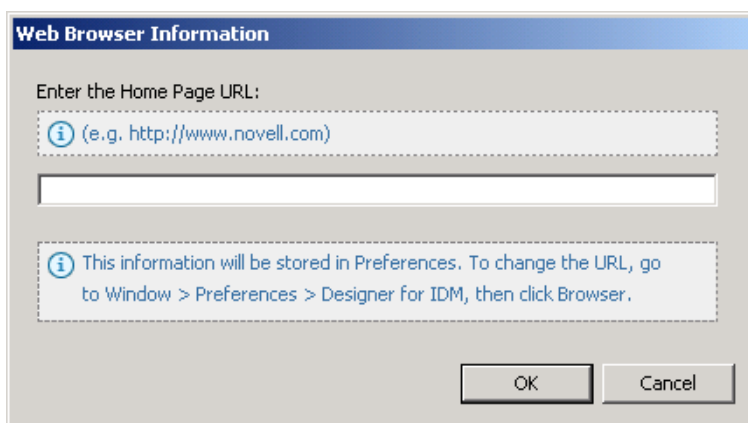 Web Browser Information
Enter the Home Page URL:
(e.g. http://www.novell.com)
This information will be stored in Preferences. To change the URL, go
to Window > Preferences > Designer for IDM, then click Browser.
OK Cancel